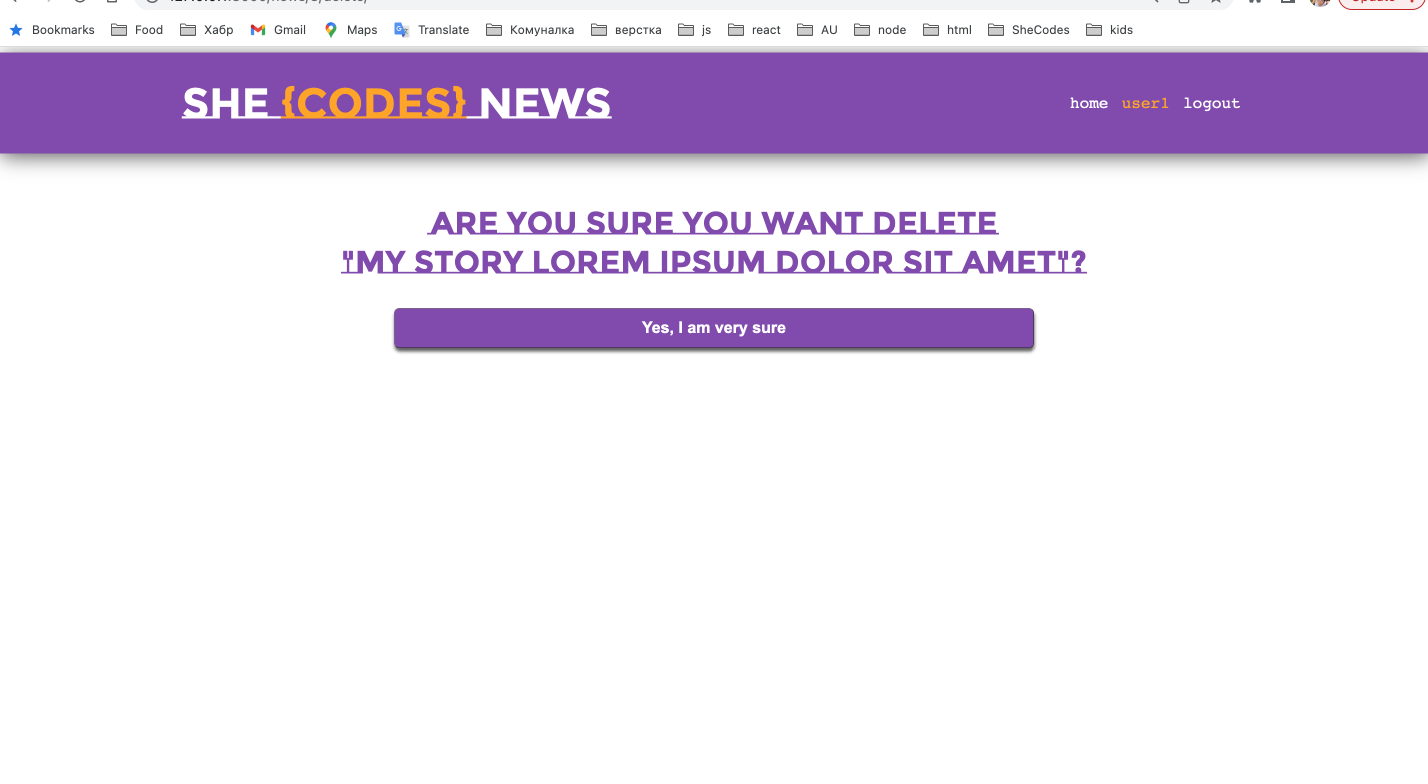 Bookmarks Food Хабр Gmail Maps Translate Комуналка верстка js react AU node html SheCodes kids
SHE {CODES} NEWS
home user1 logout
ARE YOU SURE YOU WANT DELETE
"MY STORY LOREM IPSUM DOLOR SIT AMET"?
Yes, I am very sure